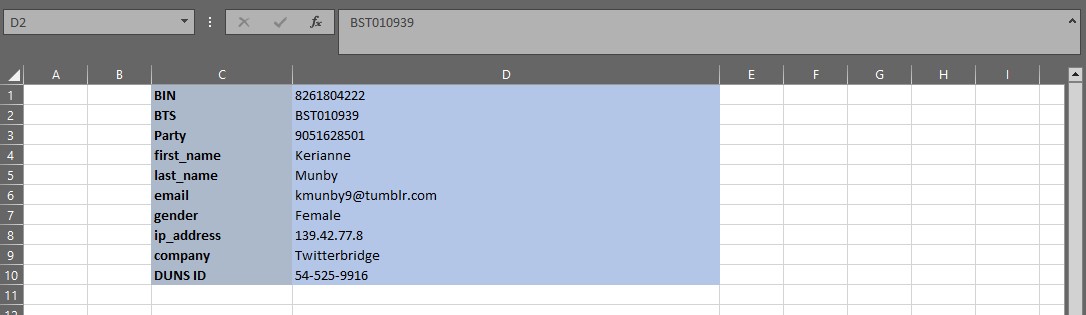 D2 fx BST010939
A B C D E F G H I
1 BIN 8261804222
2 BTS BST010939
3 Party 9051628501
4 first_name Kerianne
5 last_name Munby
6 email kmunby9@tumblr.com
7 gender Female
8 ip_address 139.42.77.8
9 company Twitterbridge
10 DUNS ID 54-525-9916
11